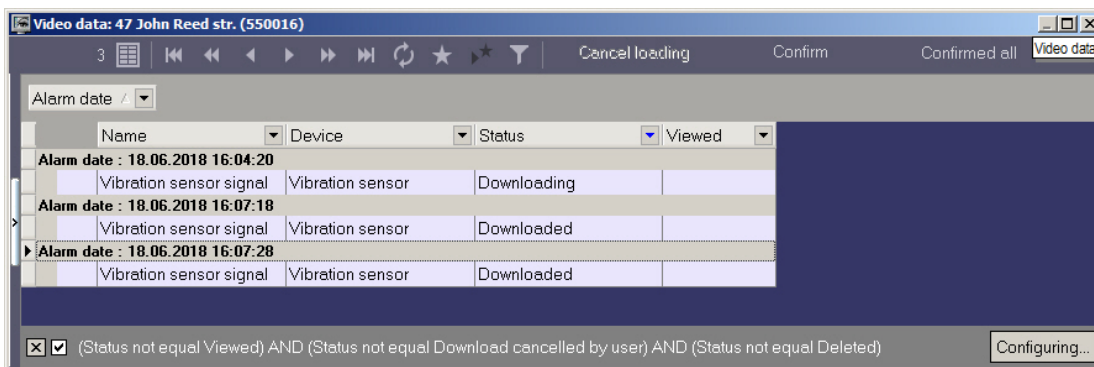 Video data: 47 John Reed str. (550016)
3 Cancel loading Confirm Confirmed all Video data
Alarm date
Name Device Status Viewed
Alarm date : 18.06.2018 16:04:20
Vibration sensor signal Vibration sensor Downloading
Alarm date : 18.06.2018 16:07:18
Vibration sensor signal Vibration sensor Downloaded
Alarm date : 18.06.2018 16:07:28
Vibration sensor signal Vibration sensor Downloaded
(Status not equal Viewed) AND (Status not equal Download cancelled by user) AND (Status not equal Deleted) Configuring...